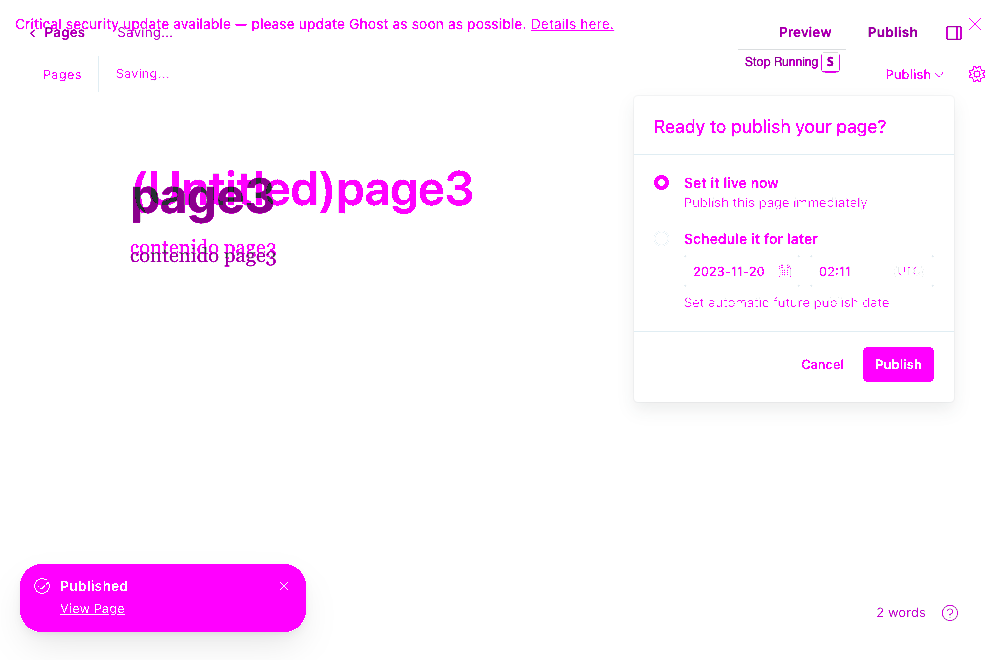 Critical security update available — please update Ghost as soon as possible. Details here.
Pages Saving... Preview Publish
Stop Running S
Pages Saving... Publish
Ready to publish your page?
(Untitled)page3
page3
Set it live now
Publish this page immediately
contenido page3
contenido page3
Schedule it for later
2023-11-20 02:11 UTC
Set automatic future publish date
Cancel Publish
Published
View Page
2 words